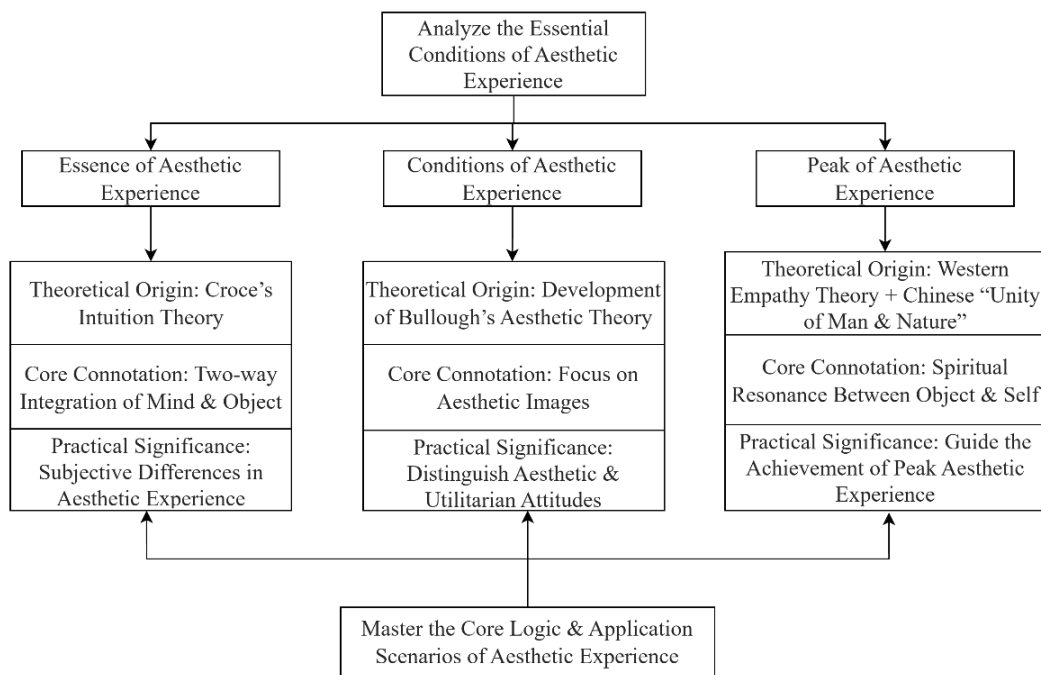 Analyze the Essential
Conditions of Aesthetic
Experience
Essence of Aesthetic
Experience
Conditions of Aesthetic
Experience
Peak of Aesthetic
Experience
Theoretical Origin: Croce’s
Intuition Theory
Core Connotation: Two-way
Integration of Mind & Object
Practical Significance:
Subjective Differences in
Aesthetic Experience
Theoretical Origin: Development
of Bullough’s Aesthetic Theory
Core Connotation: Focus on
Aesthetic Images
Practical Significance:
Distinguish Aesthetic &
Utilitarian Attitudes
Theoretical Origin: Western
Empathy Theory + Chinese “Unity
of Man & Nature”
Core Connotation: Spiritual
Resonance Between Object & Self
Practical Significance: Guide the
Achievement of Peak Aesthetic
Experience
Master the Core Logic & Application
Scenarios of Aesthetic Experience